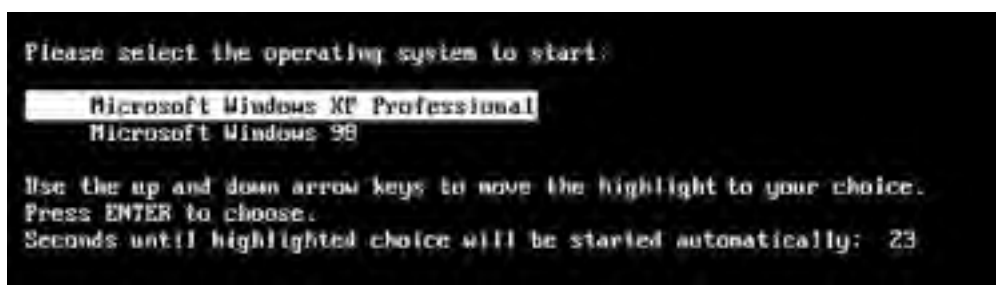 Please select the operating system to start:
Microsoft Windows XP Professional
Microsoft Windows 98
Use the up and down arrow keys to move the highlight to your choice.
Press ENTER to choose.
Seconds until highlighted choice will be started automatically: 23